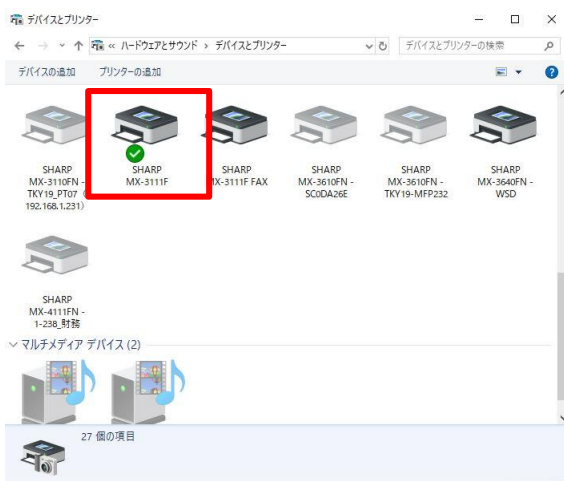 デバイスとプリンター
« ハードウェアとサウンド › デバイスとプリンター
デバイスとプリンターの検索
デバイスの追加 プリンターの追加
SHARP
MX-3110FN -
TKY19_PT07（
192.168.1.231）
SHARP
MX-3111F
SHARP
MX-3111F FAX
SHARP
MX-3610FN -
SC0DA26E
SHARP
MX-3610FN -
TKY19-MFP232
SHARP
MX-3640FN -
WSD
SHARP
MX-4111FN -
1-238_財務
マルチメディア デバイス (2)
27 個の項目